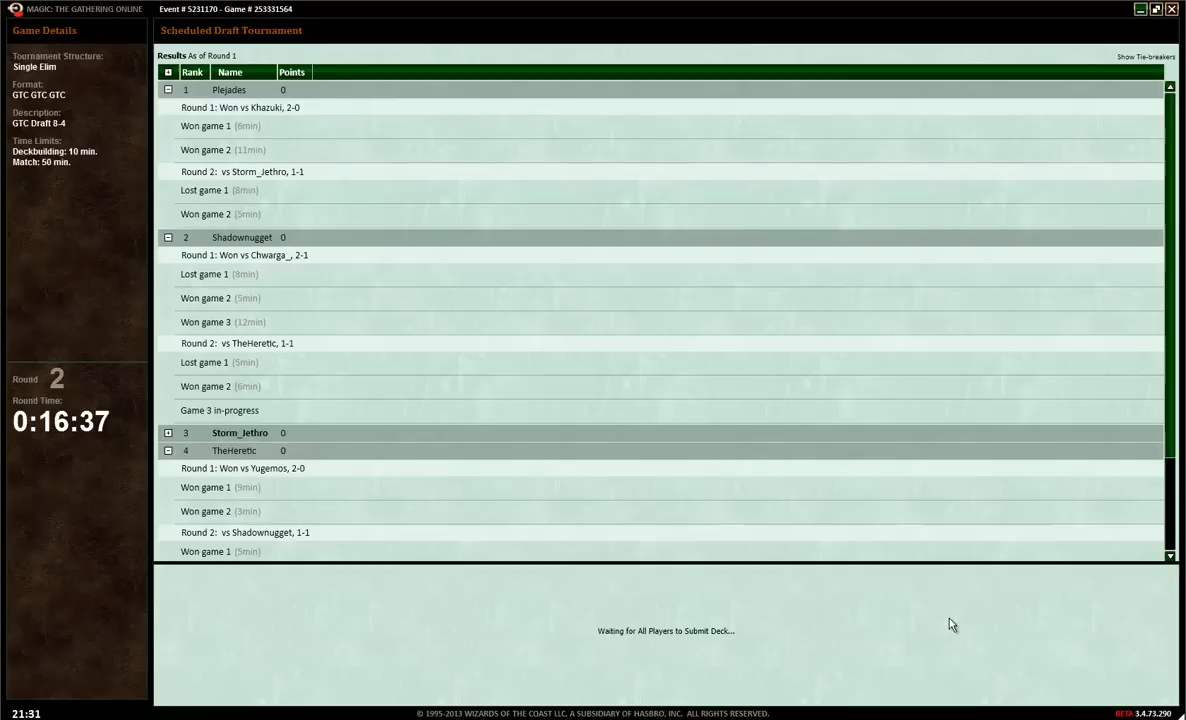 MAGIC: THE GATHERING ONLINE
Event # 5231170 - Game # 253331564
Game Details
Tournament Structure:
Single Elim
Format:
GTC GTC GTC
Description:
GTC Draft 8-4
Time Limits:
Deckbuilding: 10 min.
Match: 50 min.
Round 2
Round Time:
0:16:37
21:31
Scheduled Draft Tournament
Results As of Round 1
Show Tie-breakers
Rank Name Points
1 Plejades 0
Round 1: Won vs Khazuki, 2-0
Won game 1 (6min)
Won game 2 (11min)
Round 2: vs Storm_Jethro, 1-1
Lost game 1 (8min)
Won game 2 (5min)
2 Shadownugget 0
Round 1: Won vs Chwarga_, 2-1
Lost game 1 (8min)
Won game 2 (5min)
Won game 3 (12min)
Round 2: vs TheHeretic, 1-1
Lost game 1 (5min)
Won game 2 (6min)
Game 3 in-progress
3 Storm_Jethro 0
4 TheHeretic 0
Round 1: Won vs Yugemos, 2-0
Won game 1 (9min)
Won game 2 (3min)
Round 2: vs Shadownugget, 1-1
Won game 1 (5min)
Waiting for All Players to Submit Deck...
© 1995-2013 WIZARDS OF THE COAST LLC. A SUBSIDIARY OF HASBRO, INC. ALL RIGHTS RESERVED.
BETA 3.4.73.290